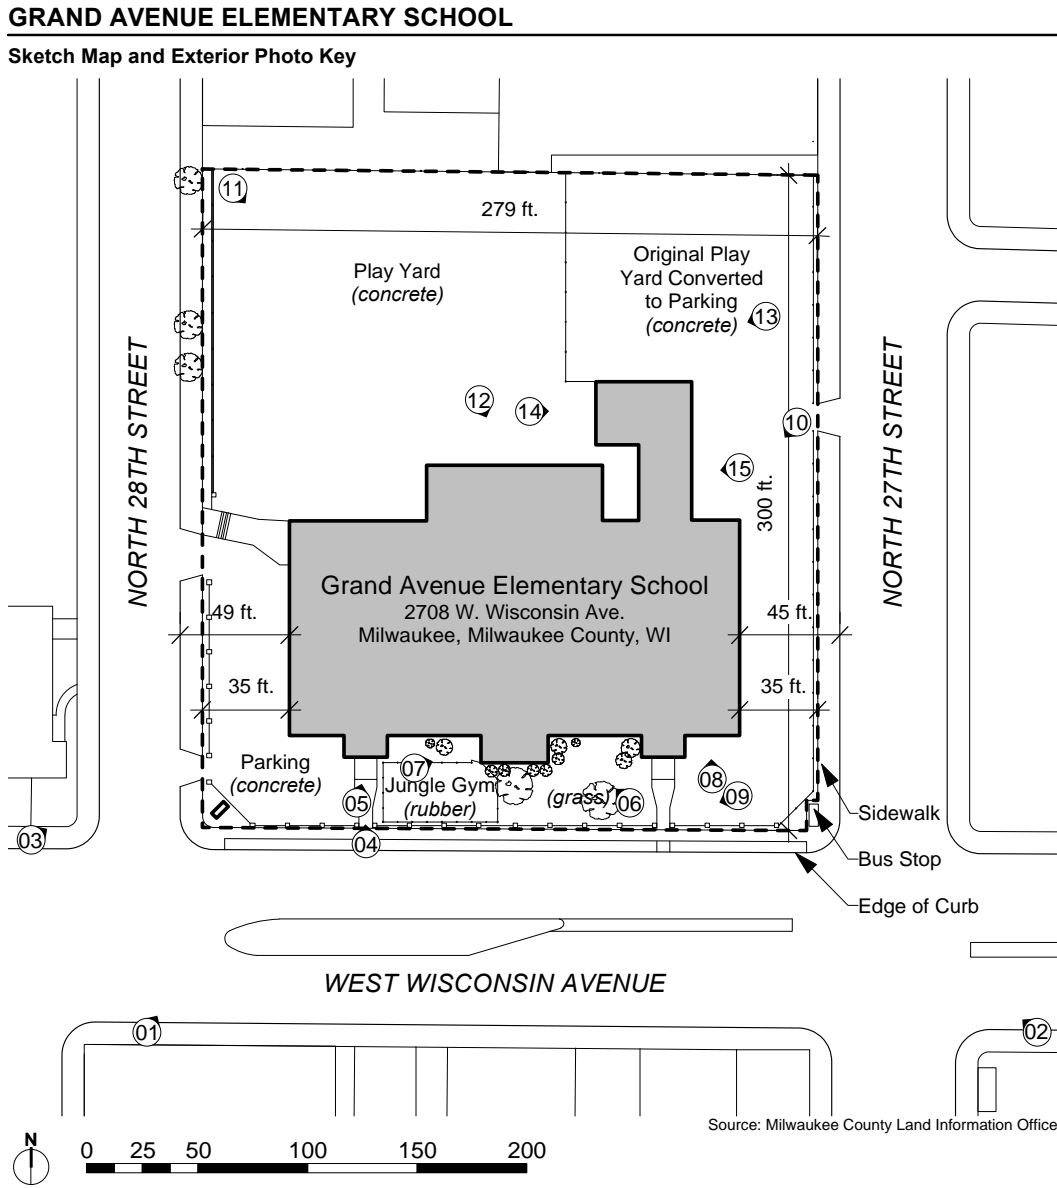 GRAND AVENUE ELEMENTARY SCHOOL
Sketch Map and Exterior Photo Key
11
279 ft.
Play Yard
(concrete)
Original Play
Yard Converted
to Parking
(concrete)
13
NORTH 28TH STREET
NORTH 27TH STREET
12
14
10
15
300 ft.
Grand Avenue Elementary School
2708 W. Wisconsin Ave.
Milwaukee, Milwaukee County, WI
49 ft.
45 ft.
35 ft.
35 ft.
Parking
(concrete)
07
Jungle Gym
(rubber)
(grass)
05
06
08
09
03
04
Sidewalk
Bus Stop
Edge of Curb
WEST WISCONSIN AVENUE
01
02
Source: Milwaukee County Land Information Office
N
0 25 50 100 150 200